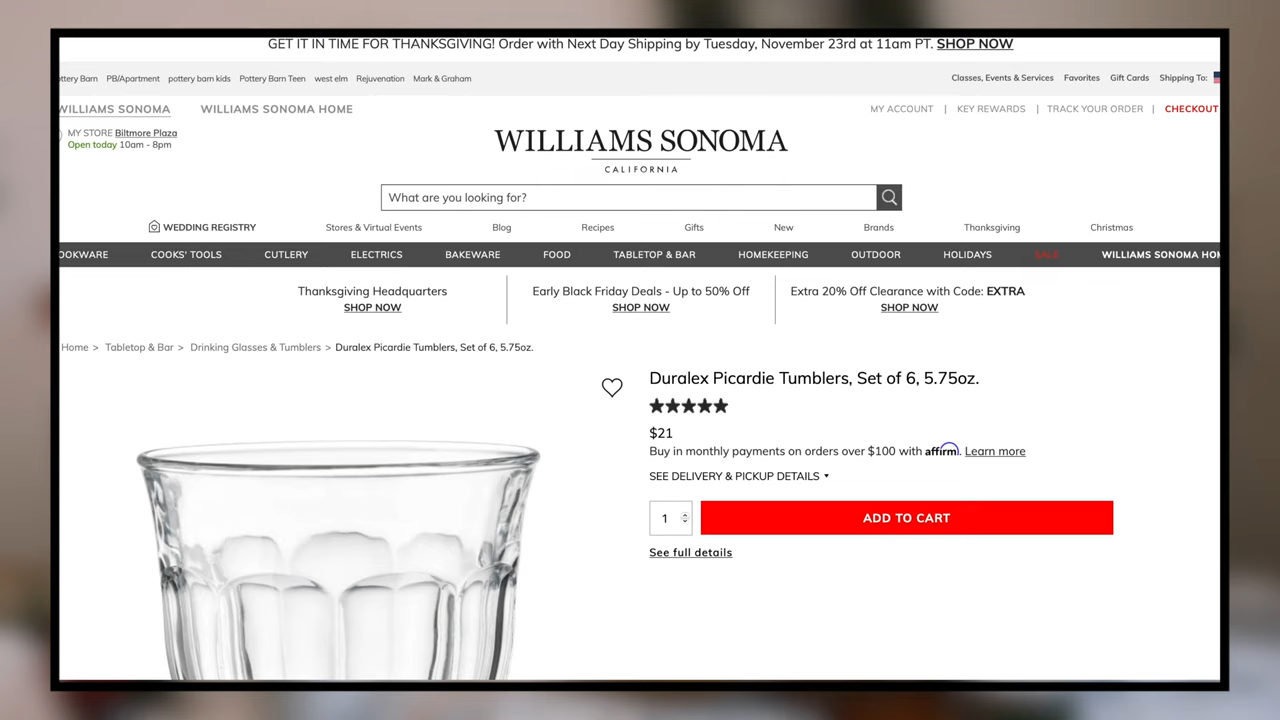 GET IT IN TIME FOR THANKSGIVING! Order with Next Day Shipping by Tuesday, November 23rd at 11am PT. SHOP NOW
ttery Barn PB/Apartment pottery barn kids Pottery Barn Teen west elm Rejuvenation Mark & Graham Classes, Events & Services Favorites Gift Cards Shipping To:
WILLIAMS SONOMA WILLIAMS SONOMA HOME MY ACCOUNT | KEY REWARDS | TRACK YOUR ORDER | CHECKOUT
MY STORE Biltmore Plaza
Open today 10am - 8pm
WILLIAMS SONOMA
CALIFORNIA
What are you looking for?
WEDDING REGISTRY Stores & Virtual Events Blog Recipes Gifts New Brands Thanksgiving Christmas
OOKWARE COOKS' TOOLS CUTLERY ELECTRICS BAKEWARE FOOD TABLETOP & BAR HOMEKEEPING OUTDOOR HOLIDAYS SALE WILLIAMS SONOMA HOM
Thanksgiving Headquarters
SHOP NOW
Early Black Friday Deals - Up to 50% Off
SHOP NOW
Extra 20% Off Clearance with Code: EXTRA
SHOP NOW
Home > Tabletop & Bar > Drinking Glasses & Tumblers > Duralex Picardie Tumblers, Set of 6, 5.75oz.
Duralex Picardie Tumblers, Set of 6, 5.75oz.
$21
Buy in monthly payments on orders over $100 with affirm. Learn more
SEE DELIVERY & PICKUP DETAILS
1 ADD TO CART
See full details